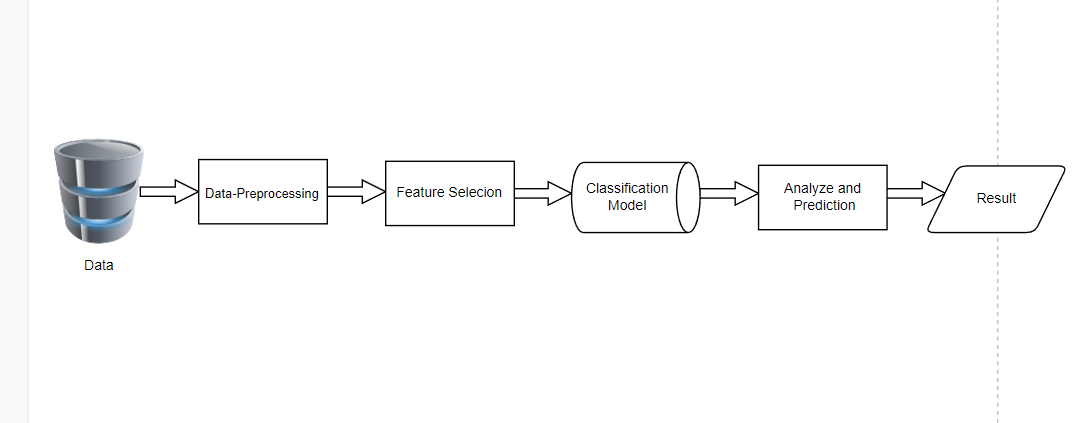 Data
Data-Preprocessing
Feature Selecion
Classification
Model
Analyze and
Prediction
Result